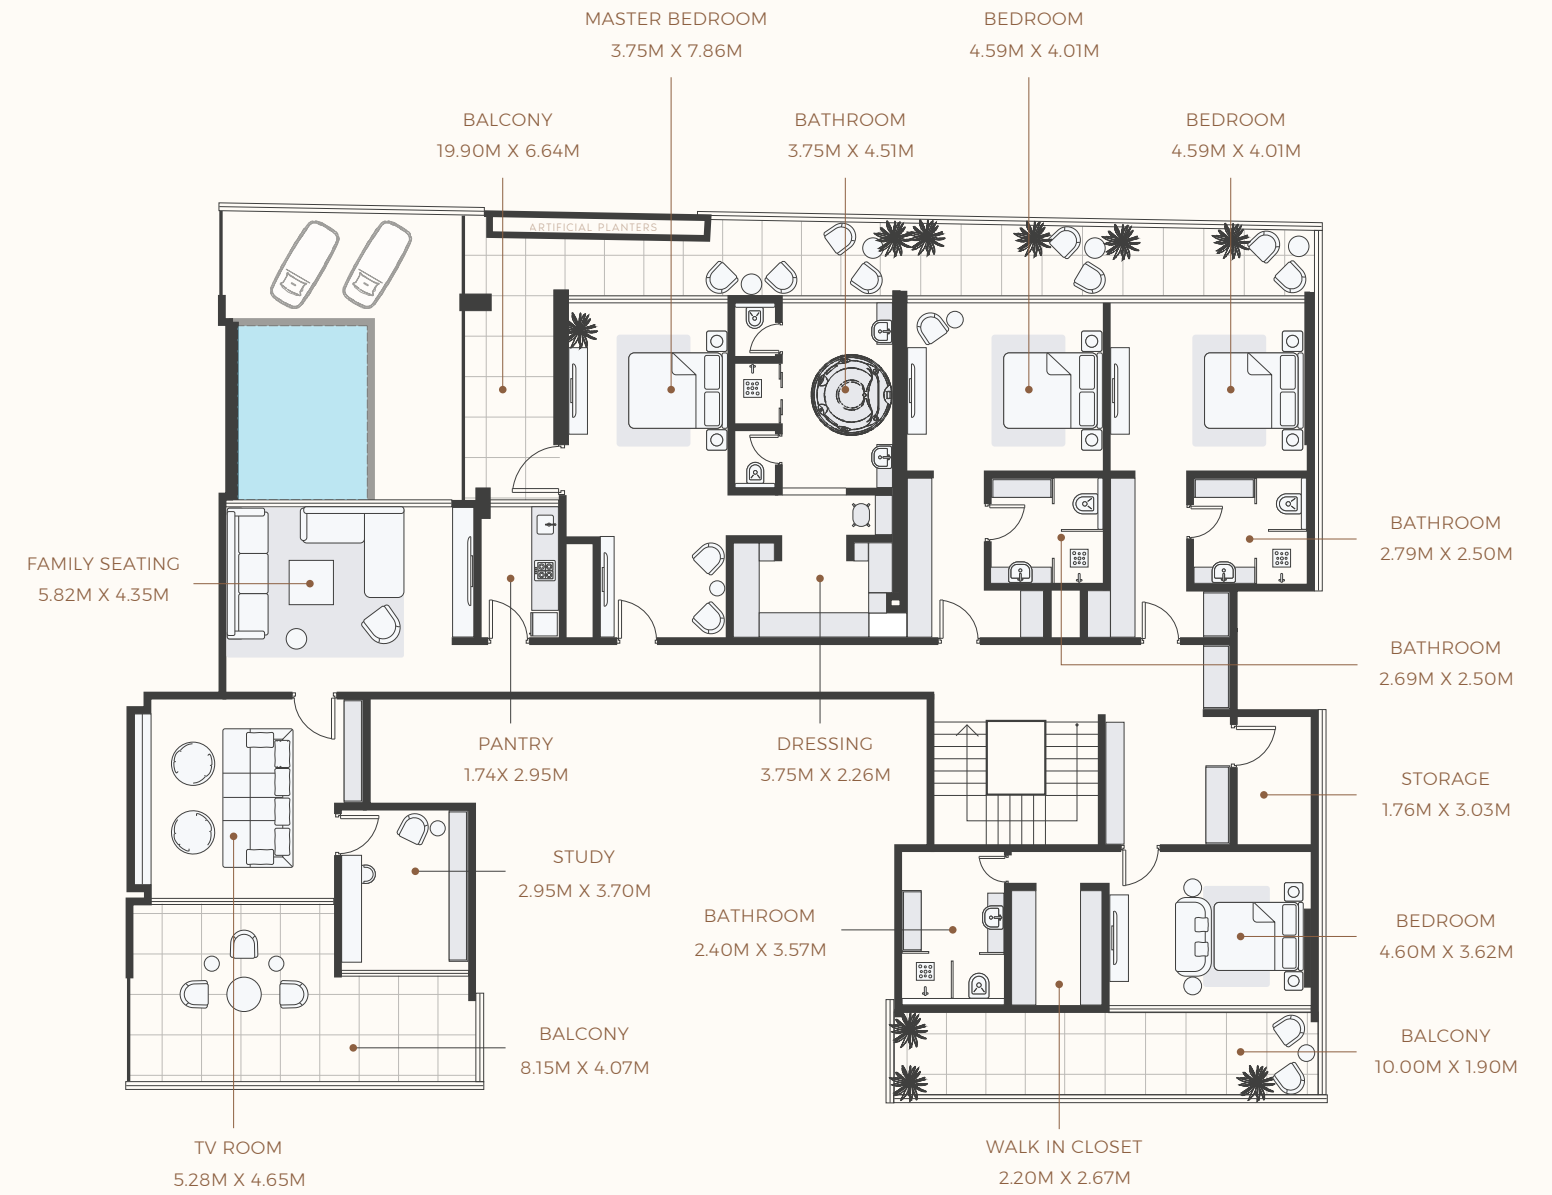 MASTER BEDROOM
3.75M X 7.86M
BEDROOM
4.59M X 4.01M
BALCONY
19.90M X 6.64M
BATHROOM
3.75M X 4.51M
BEDROOM
4.59M X 4.01M
ARTIFICIAL PLANTERS
BATHROOM
2.79M X 2.50M
FAMILY SEATING
5.82M X 4.35M
BATHROOM
2.69M X 2.50M
PANTRY
1.74X 2.95M
DRESSING
3.75M X 2.26M
STORAGE
1.76M X 3.03M
STUDY
2.95M X 3.70M
BATHROOM
2.40M X 3.57M
BEDROOM
4.60M X 3.62M
BALCONY
8.15M X 4.07M
BALCONY
10.00M X 1.90M
TV ROOM
5.28M X 4.65M
WALK IN CLOSET
2.20M X 2.67M